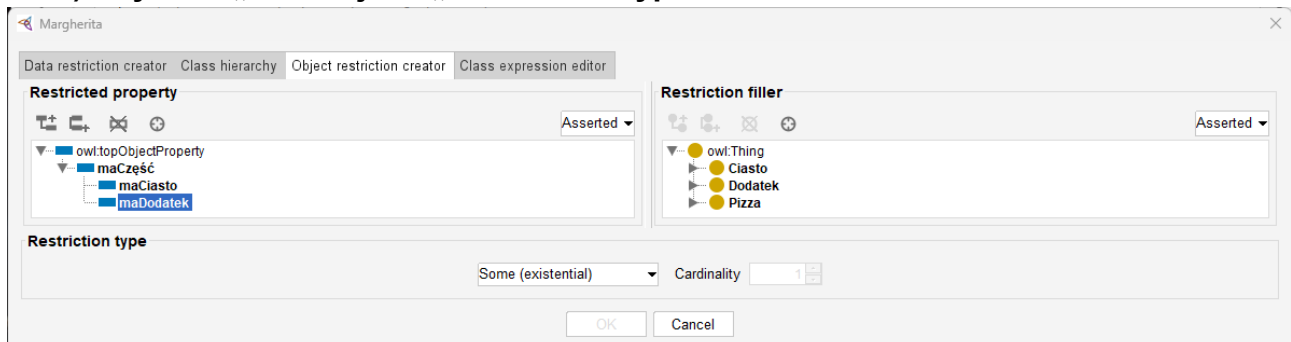 Margherita
Data restriction creator Class hierarchy Object restriction creator Class expression editor
Restricted property
Asserted
owl:topObjectProperty
maCzęść
maCiasto
maDodatek
Restriction filler
Asserted
owl:Thing
Ciasto
Dodatek
Pizza
Restriction type
Some (existential) Cardinality 1
OK Cancel